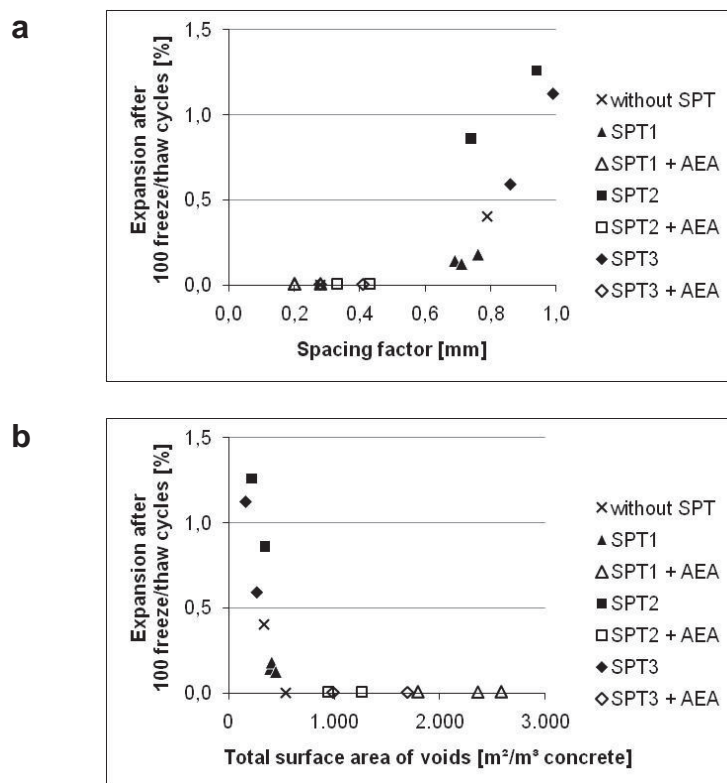 a
Expansion after
100 freeze/thaw cycles [%]
1,5
1,0
0,5
0,0
0,0 0,2 0,4 0,6 0,8 1,0
Spacing factor [mm]
without SPT
SPT1
SPT1 + AEA
SPT2
SPT2 + AEA
SPT3
SPT3 + AEA
b
Expansion after
100 freeze/thaw cycles [%]
1,5
1,0
0,5
0,0
0 1.000 2.000 3.000
Total surface area of voids [m²/m³ concrete]
without SPT
SPT1
SPT1 + AEA
SPT2
SPT2 + AEA
SPT3
SPT3 + AEA